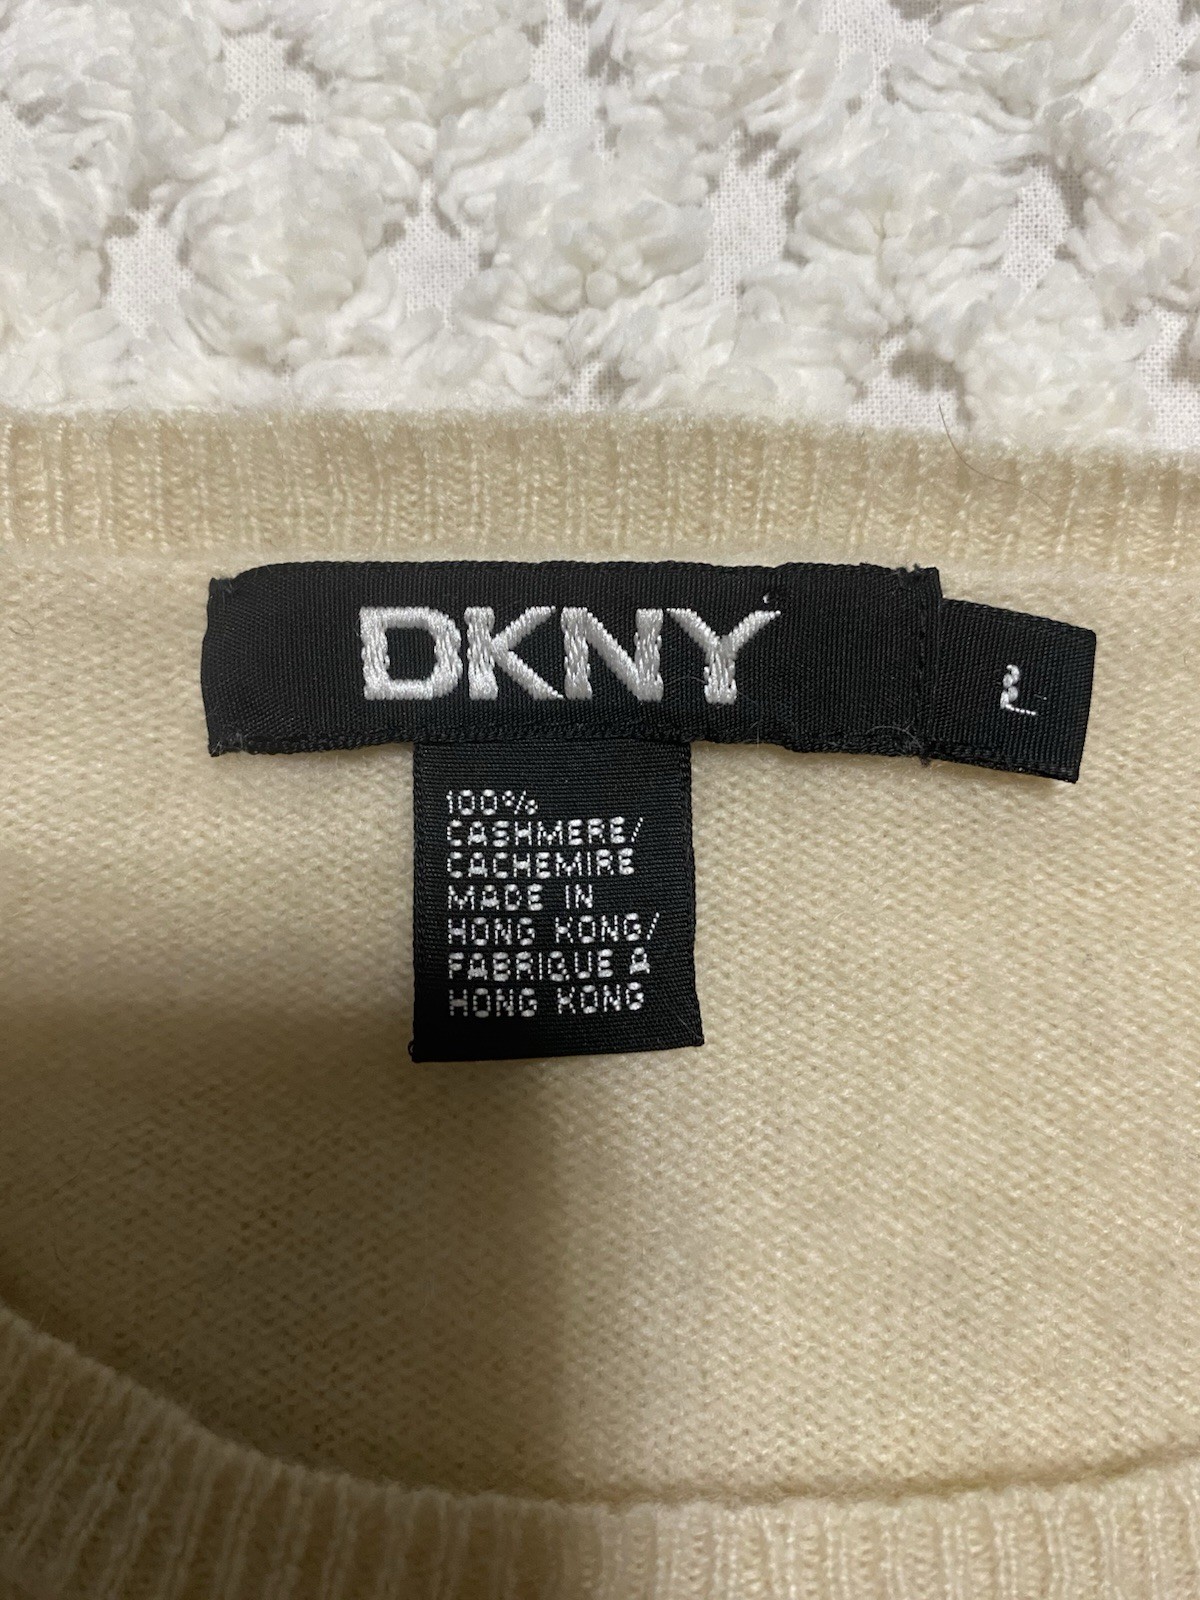 DKNY
L
100%
CASHMERE/
CACHEMIRE
MADE IN
HONG KONG/
FABRIQUE A
HONG KONG